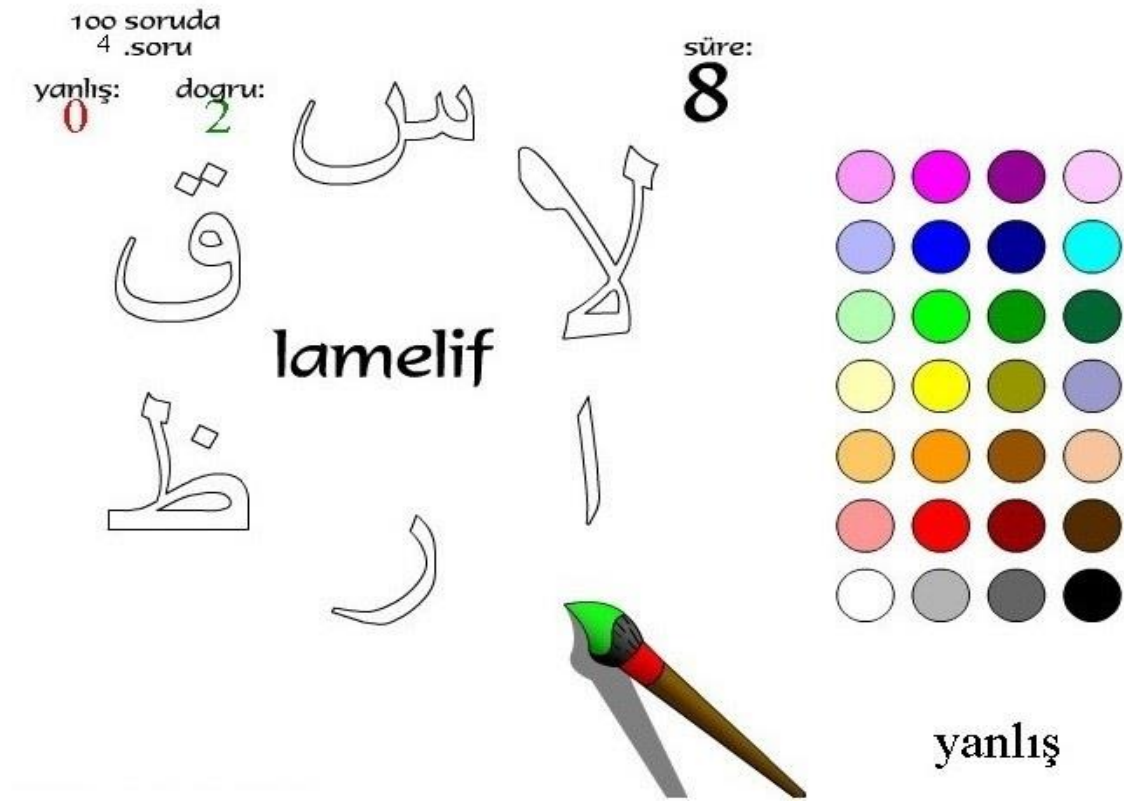 100 soruda
4 .soru
yanlış: dogru:
0 2
süre:
8
س
لا
ق
lamelif
ظ
ا
ر
yanlış